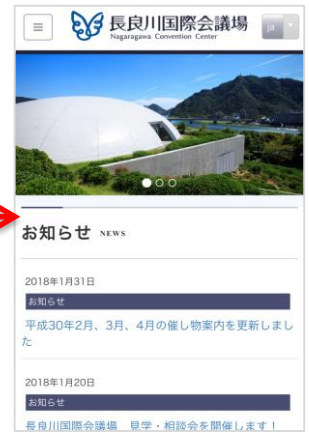 長良川国際会議場
Nagaragawa Convention Center
ja
お知らせ NEWS
2018年1月31日
お知らせ
平成30年2月、3月、4月の催し物案内を更新しまし
た
2018年1月20日
お知らせ
長良川国際会議場　見学・相談会を開催します！